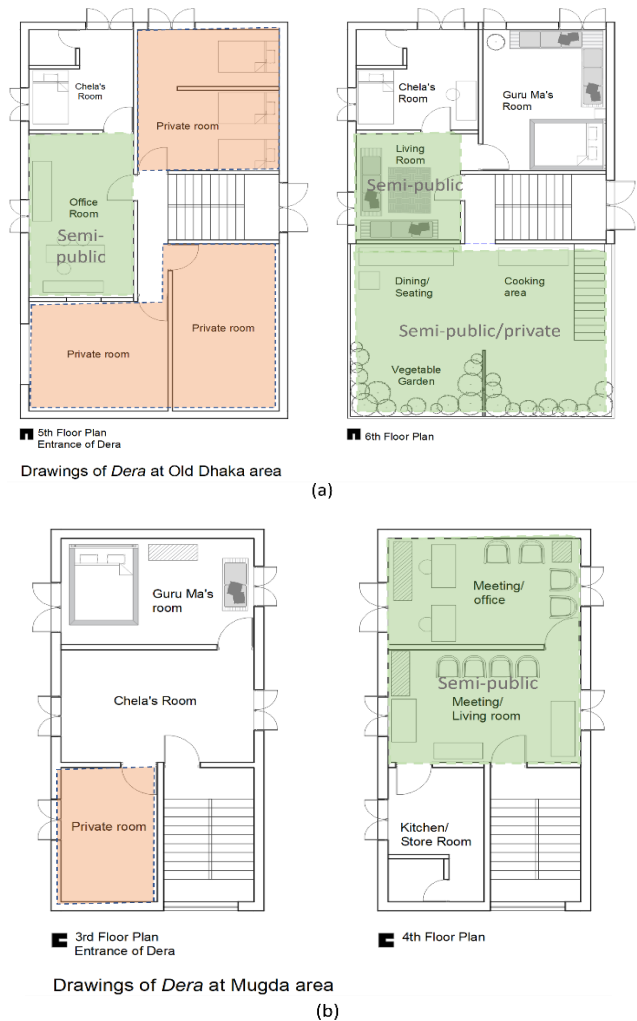 Chela's
Room
Private room
Office
Room
Semi-
public
Private room
Private room
5th Floor Plan
Entrance of Dera
Chela's
Room
Guru Ma's
Room
Living
Room
Semi-public
Dining/
Seating
Cooking
area
Semi-public/private
Vegetable
Garden
6th Floor Plan
Drawings of Dera at Old Dhaka area
(a)
Guru Ma's
room
Chela's Room
Private room
3rd Floor Plan
Entrance of Dera
Meeting/
office
Semi-public
Meeting/
Living room
Kitchen/
Store Room
4th Floor Plan
Drawings of Dera at Mugda area
(b)